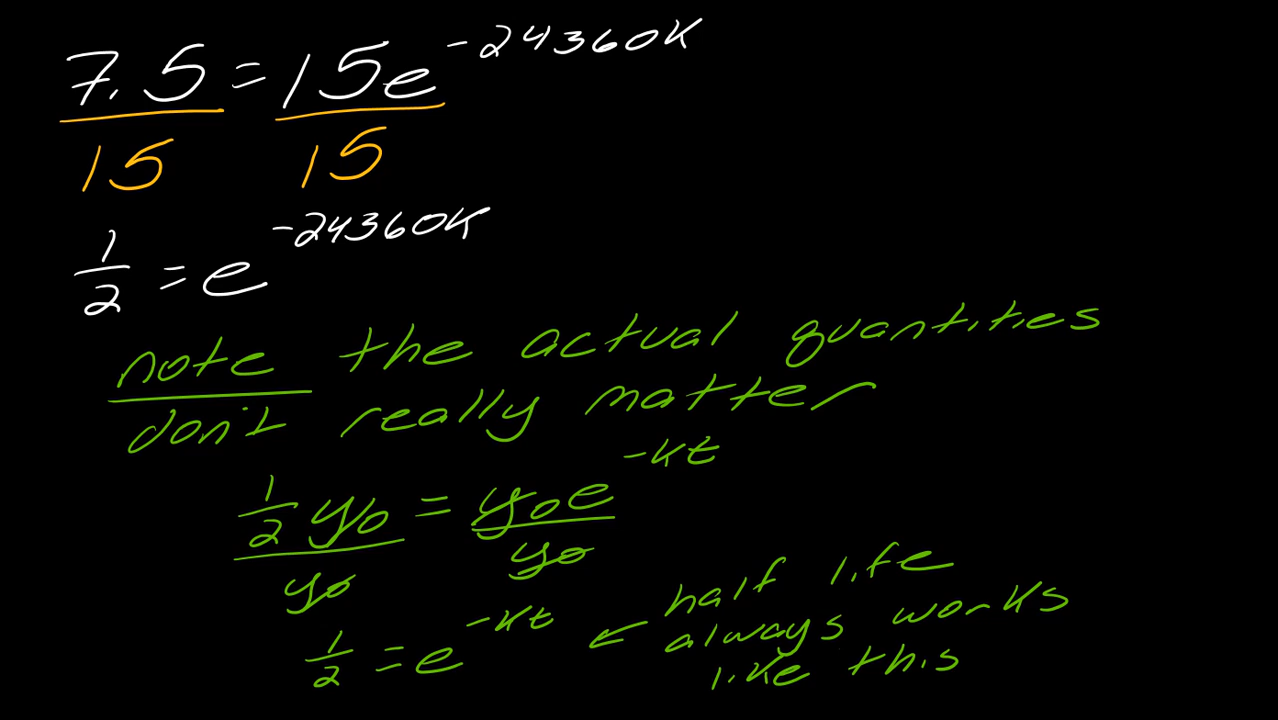 7.5 = 15e^-24360K
15 15
1/2 = e^-24360K
note the actual quantities
don't really matter
1/2 y0 = y0e^-kt
y0 y0
1/2 = e^-kt ← half life
always works
like this